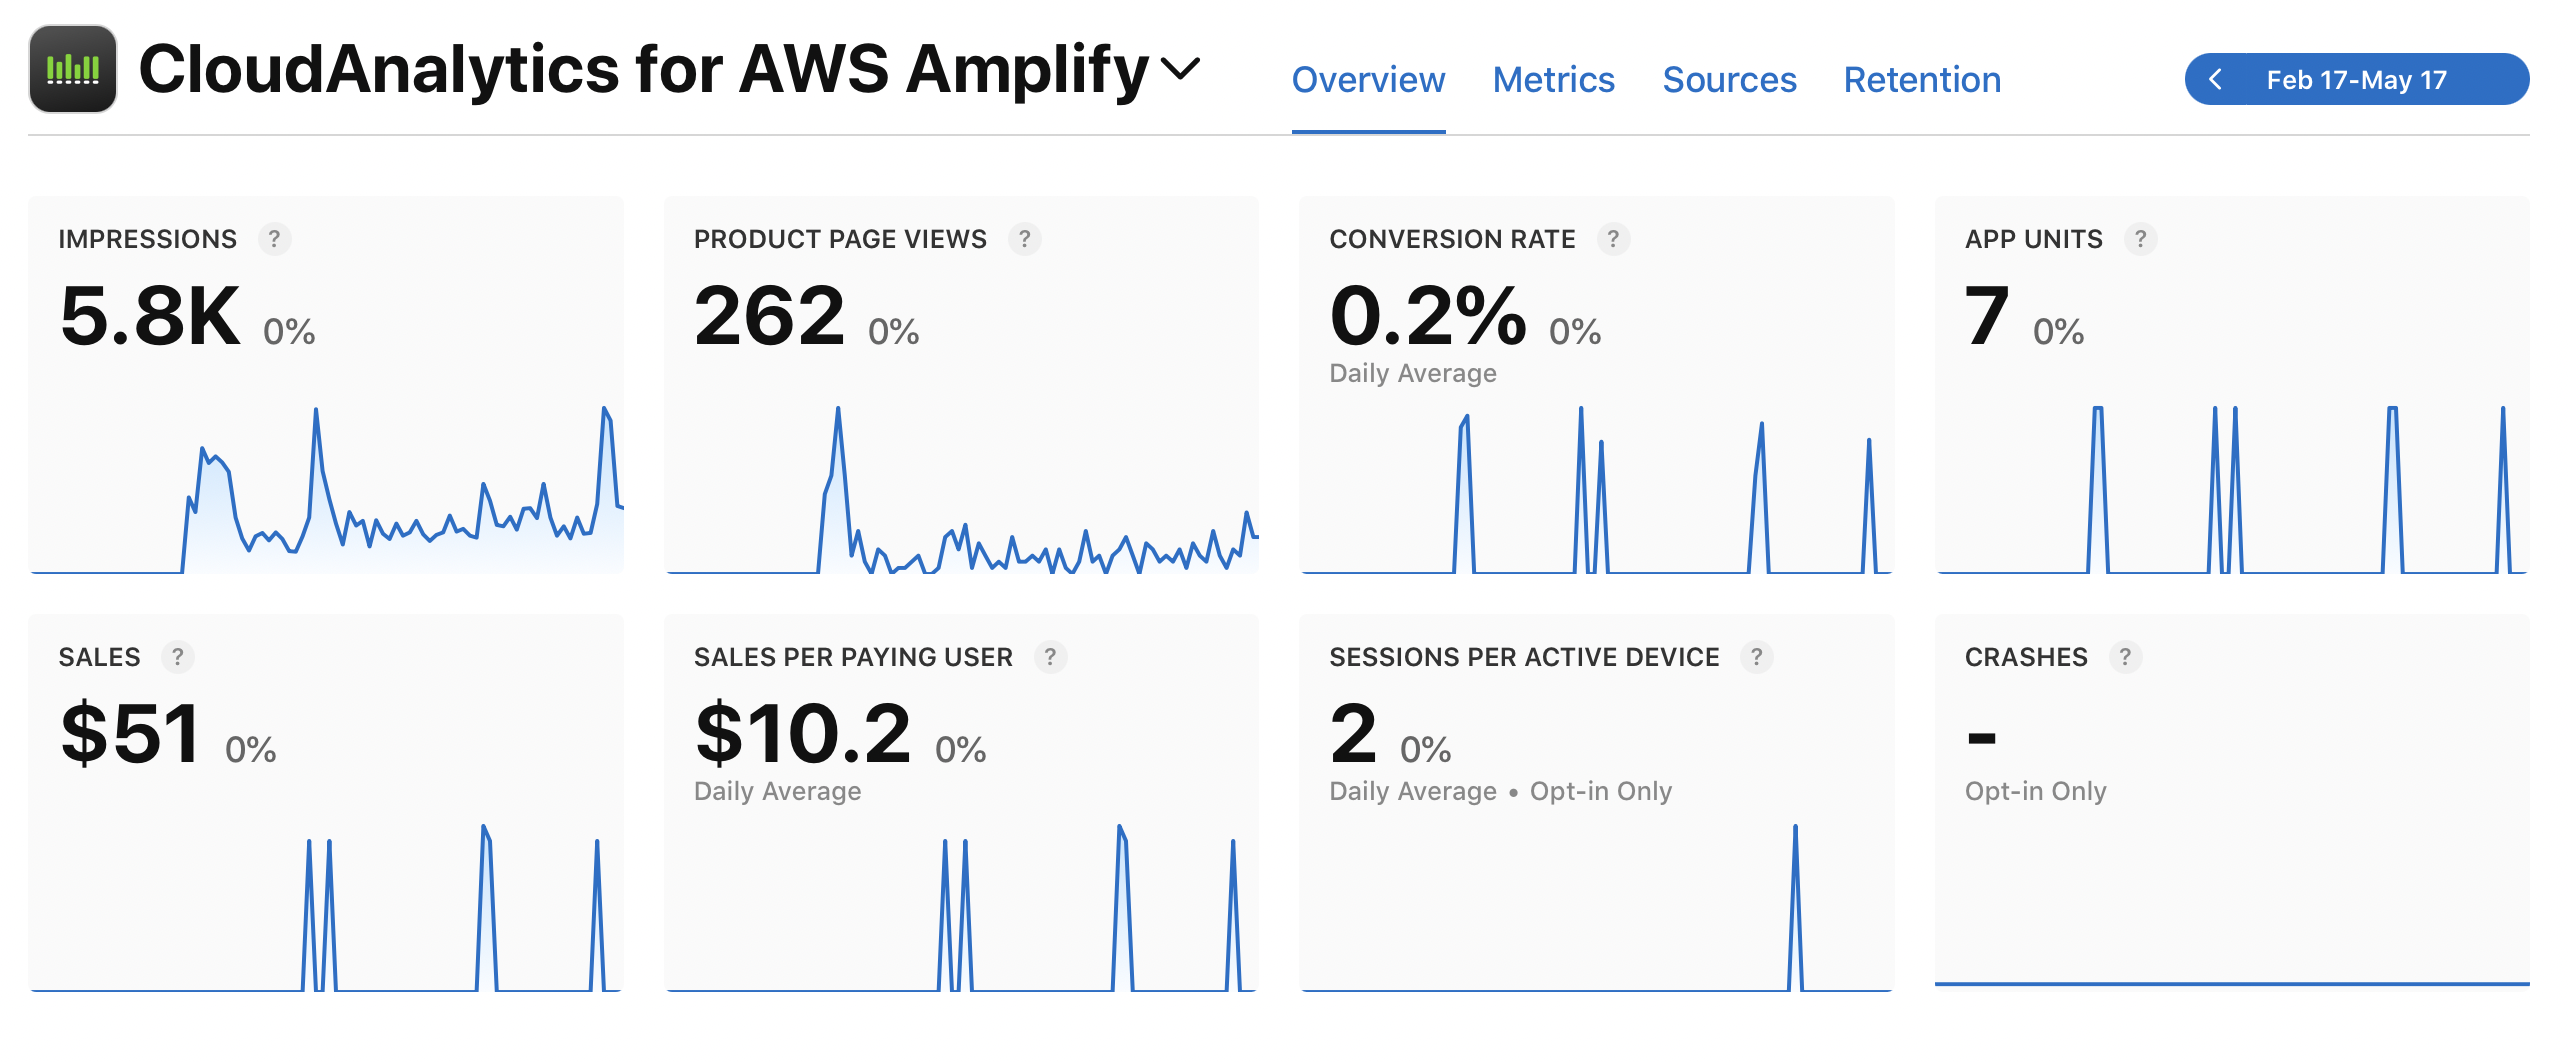 CloudAnalytics for AWS Amplify
Overview Metrics Sources Retention
Feb 17-May 17
IMPRESSIONS ?
5.8K 0%
PRODUCT PAGE VIEWS ?
262 0%
CONVERSION RATE ?
0.2% 0%
Daily Average
APP UNITS ?
7 0%
SALES ?
$51 0%
SALES PER PAYING USER ?
$10.2 0%
Daily Average
SESSIONS PER ACTIVE DEVICE ?
2 0%
Daily Average • Opt-in Only
CRASHES ?
-
Opt-in Only